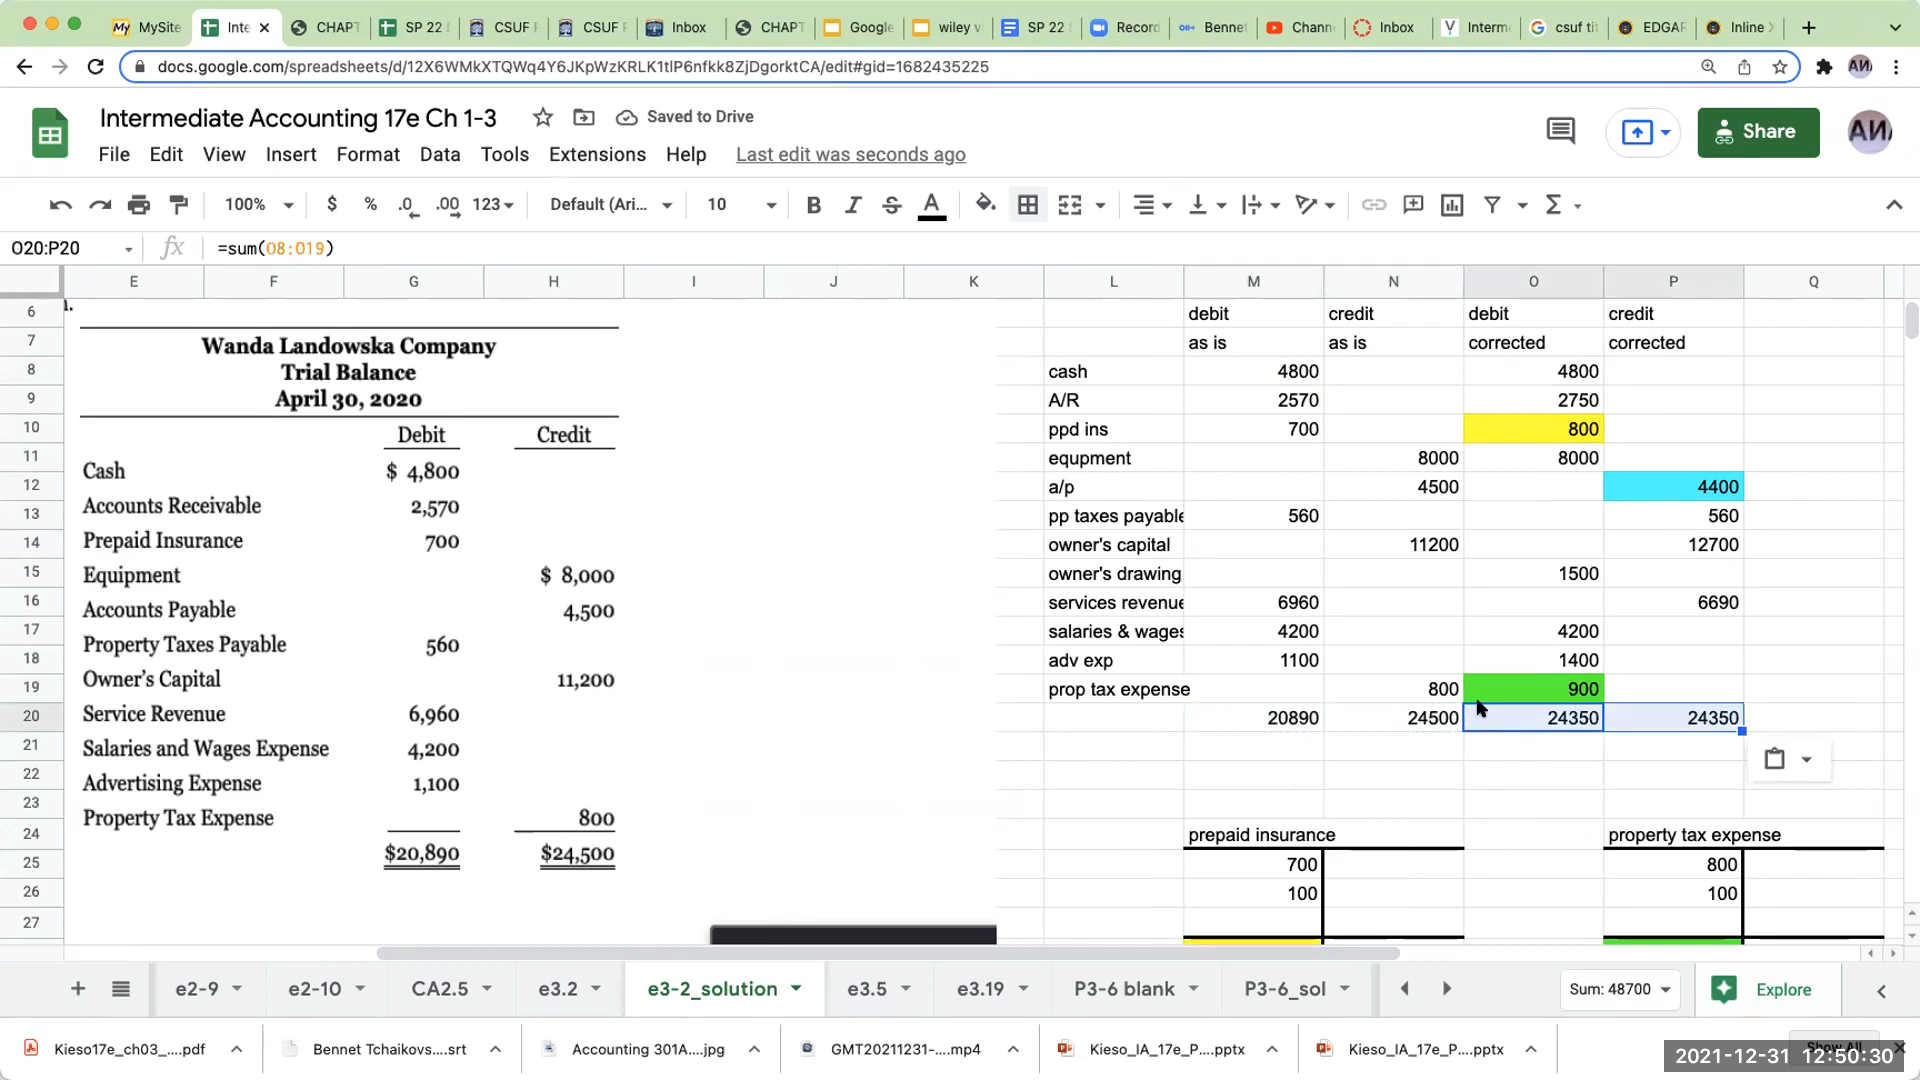 MySite
Inte
CHAPT
SP 22
CSUF
CSUF
Inbox
CHAPT
Google
wiley v
SP 22
Record
Bennet
Chann
Inbox
Interm
csuf tit
EDGAR
Inline
docs.google.com/spreadsheets/d/12X6WMkXTQWq4Y6JKpWzKRLK1tlP6nfkk8ZjDgorktCA/edit#gid=1682435225
Intermediate Accounting 17e Ch 1-3
Saved to Drive
Share
File Edit View Insert Format Data Tools Extensions Help Last edit was seconds ago
100% $ % .0 .00 123 Default (Ari... 10 B I S A
O20:P20 fx =sum(O8:O19)
E F G H I J K L M N O P Q
6 debit credit debit credit
7 as is as is corrected corrected
8 cash 4800 4800
9 A/R 2570 2750
10 ppd ins 700 800
11 equpment 8000 8000
12 a/p 4500 4400
13 pp taxes payable 560 560
14 owner's capital 11200 12700
15 owner's drawing 1500
16 services revenue 6960 6690
17 salaries & wages 4200 4200
18 adv exp 1100 1400
19 prop tax expense 800 900
20 20890 24500 24350 24350
21
22
23
24 prepaid insurance property tax expense
25 700 800
26 100 100
27
Wanda Landowska Company
Trial Balance
April 30, 2020
Debit Credit
Cash $ 4,800
Accounts Receivable 2,570
Prepaid Insurance 700
Equipment $ 8,000
Accounts Payable 4,500
Property Taxes Payable 560
Owner's Capital 11,200
Service Revenue 6,960
Salaries and Wages Expense 4,200
Advertising Expense 1,100
Property Tax Expense 800
$20,890 $24,500
e2-9 e2-10 CA2.5 e3.2 e3-2_solution e3.5 e3.19 P3-6 blank P3-6_sol Sum: 48700 Explore
Kieso17e_ch03_....pdf
Bennet Tchaikovs....srt
Accounting 301A....jpg
GMT20211231-....mp4
Kieso_IA_17e_P....pptx
Kieso_IA_17e_P....pptx
Show All
2021-12-31 12:50:30